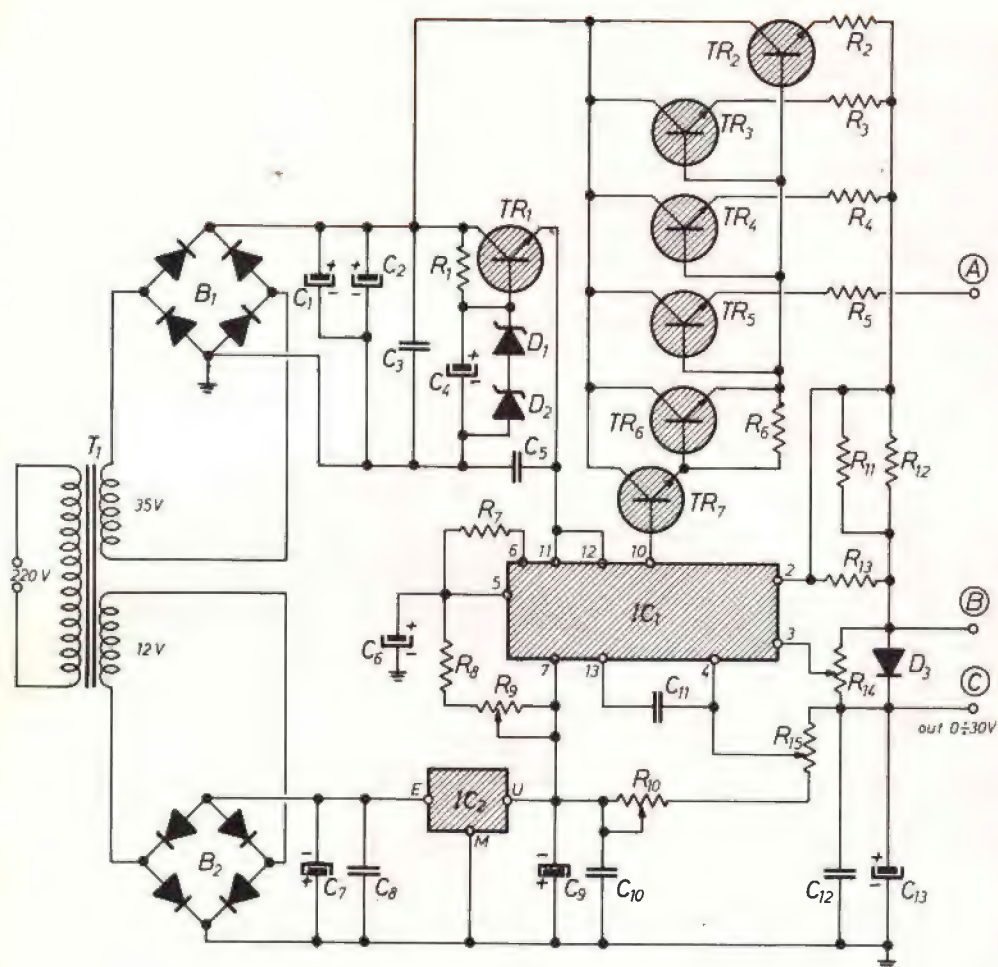 TR2
R2
TR3
R3
TR4
R4
TR1
A
R1
B1
C1
+
-
C2
+
-
TR5
R5
C3
D1
C4
+
-
D2
TR6
R6
R11
R12
C5
T1
35V
R7
TR7
6
11
12
10
2
R13
220V
5
IC1
B
12V
C6
+
-
3
R8
7
13
4
R14
D3
R9
C11
C
R15
out 0÷30V
E
IC2
U
R10
M
B2
-
+
C7
C8
-
+
C9
C10
C12
+
-
C13